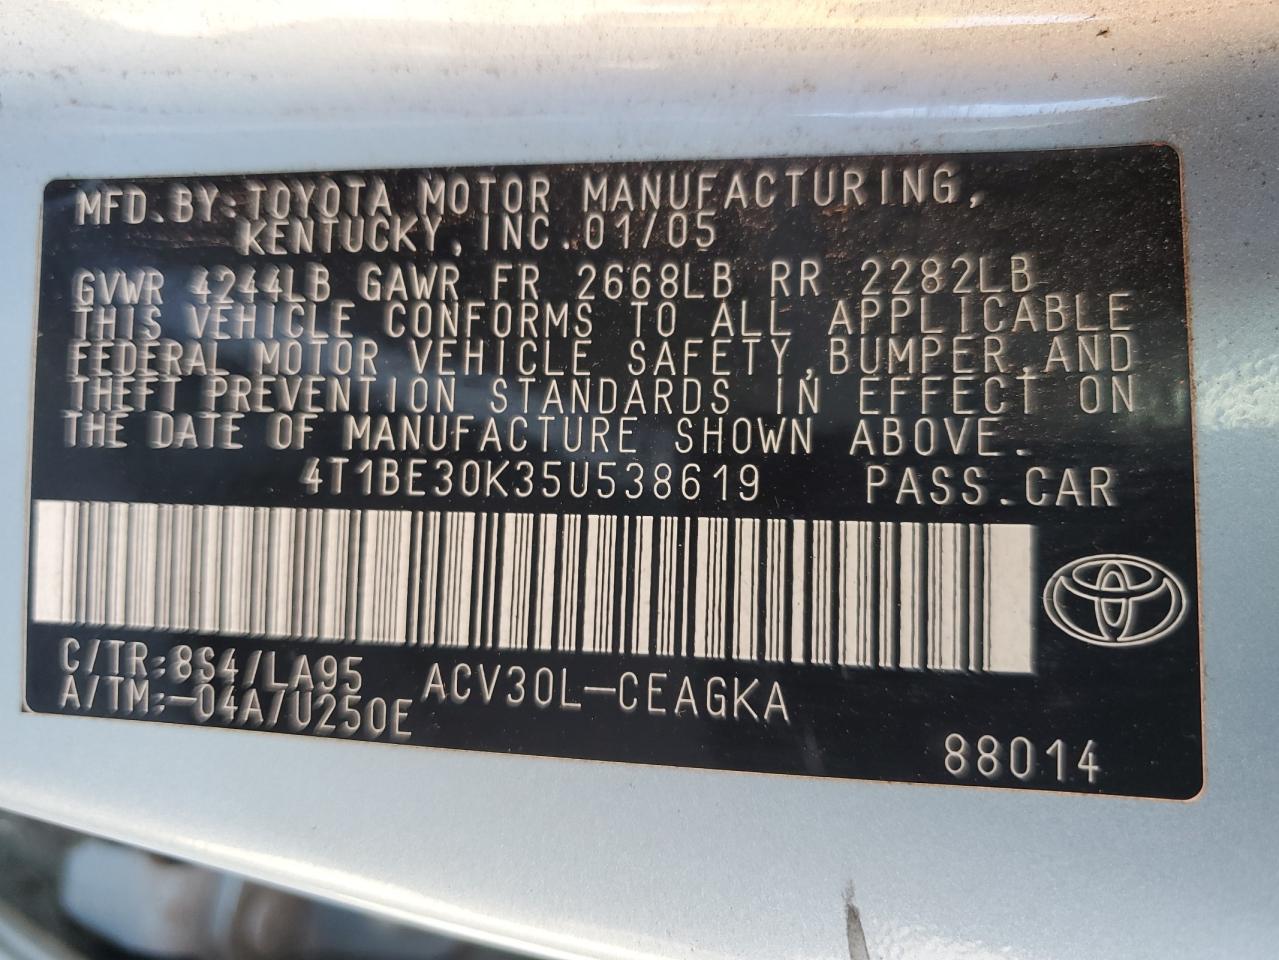 MFD.BY:TOYOTA MOTOR MANUFACTURING,
KENTUCKY,INC.01/05
GVWR 4244LB GAWR FR 2668LB RR 2282LB
THIS VEHICLE CONFORMS TO ALL APPLICABLE
FEDERAL MOTOR VEHICLE SAFETY,BUMPER,AND
THEFT PREVENTION STANDARDS IN EFFECT ON
THE DATE OF MANUFACTURE SHOWN ABOVE.
4T1BE30K35U538619 PASS.CAR
C/TR:8S4/LA95 ACV30L-CEAGKA
A/TM:-04A/U250E
88014